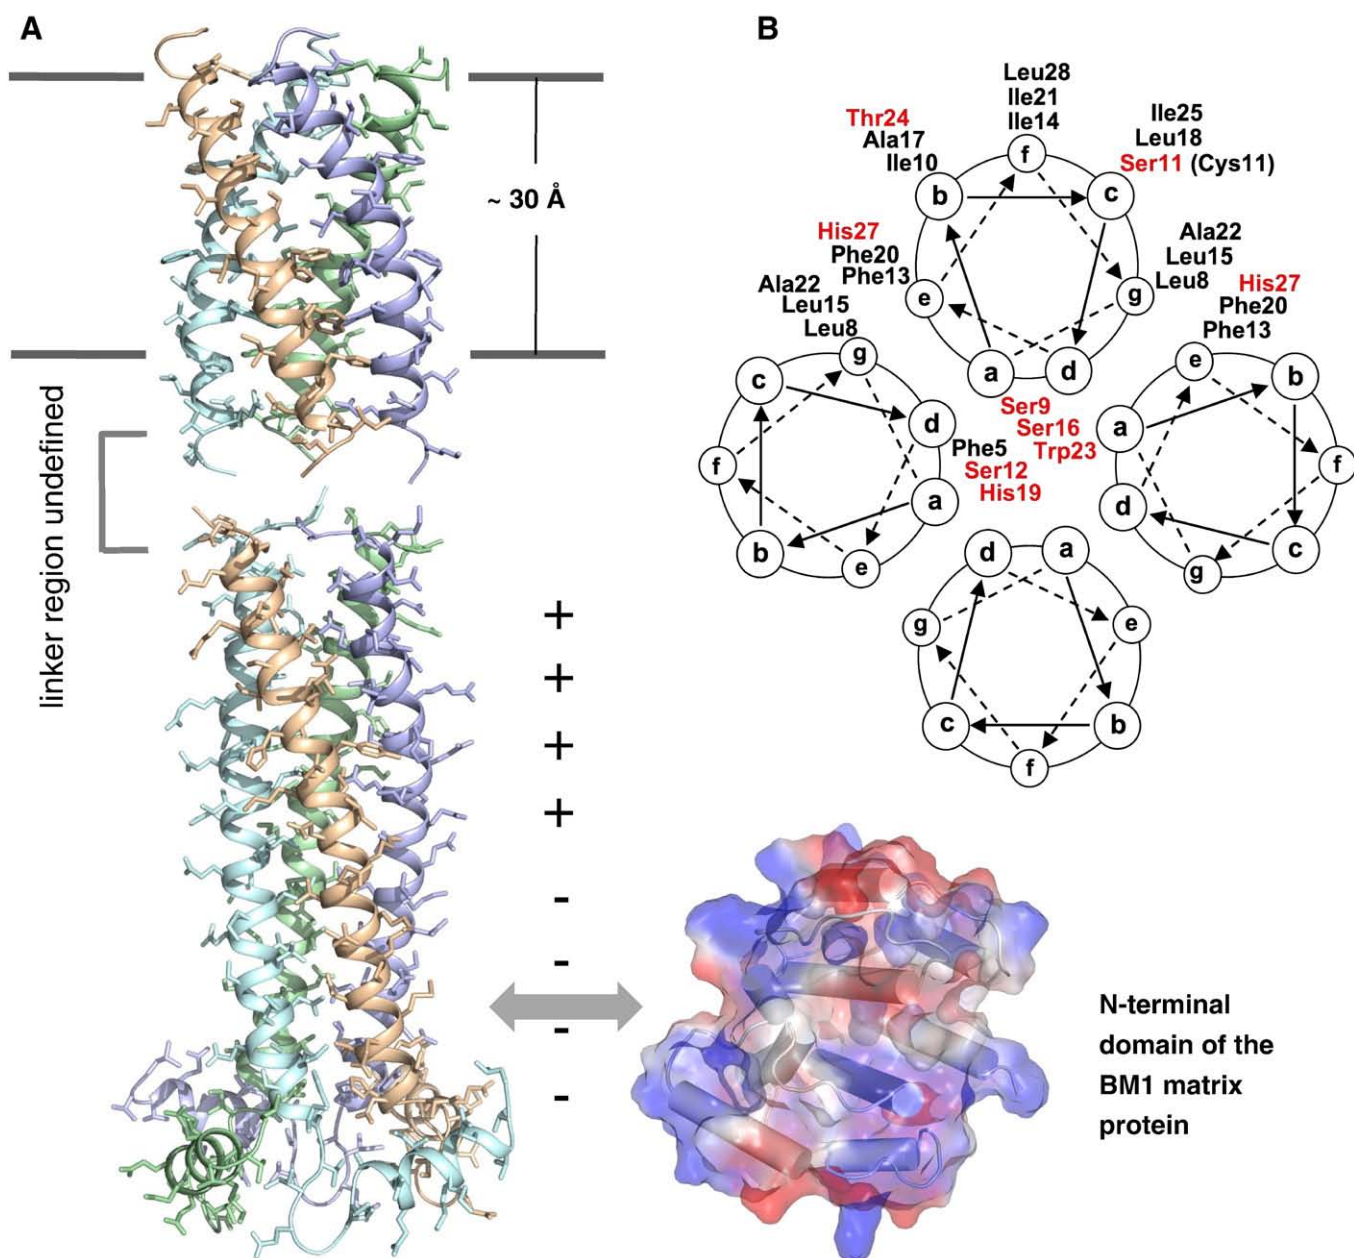 A
~ 30 Å
linker region undefined
+
+
+
+
-
-
-
-
B
Leu28
Ile21
Ile14
Thr24
Ala17
Ile10
Ile25
Leu18
Ser11 (Cys11)
f
b
c
e
g
a
d
His27
Phe20
Phe13
Ala22
Leu15
Leu8
Ala22
Leu15
Leu8
His27
Phe20
Phe13
g
c
d
f
a
b
e
Ser9
Ser16
Trp23
Phe5
Ser12
His19
e
b
a
f
d
c
g
d
a
g
e
c
b
f
N-terminal
domain of the
BM1 matrix
protein